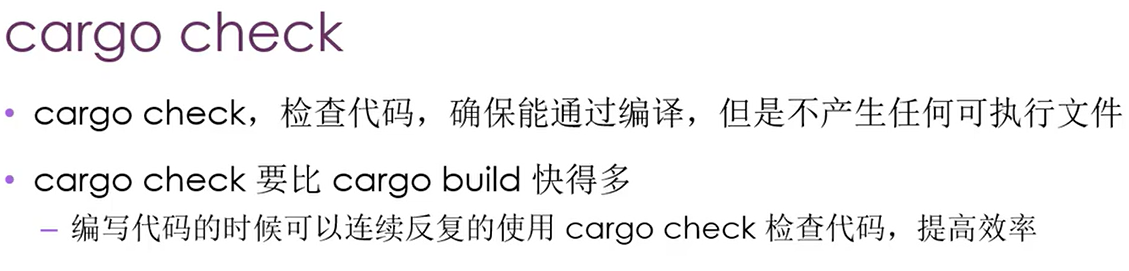 cargo check
• cargo check，检查代码，确保能通过编译，但是不产生任何可执行文件
• cargo check 要比 cargo build 快得多
– 编写代码的时候可以连续反复的使用 cargo check 检查代码，提高效率